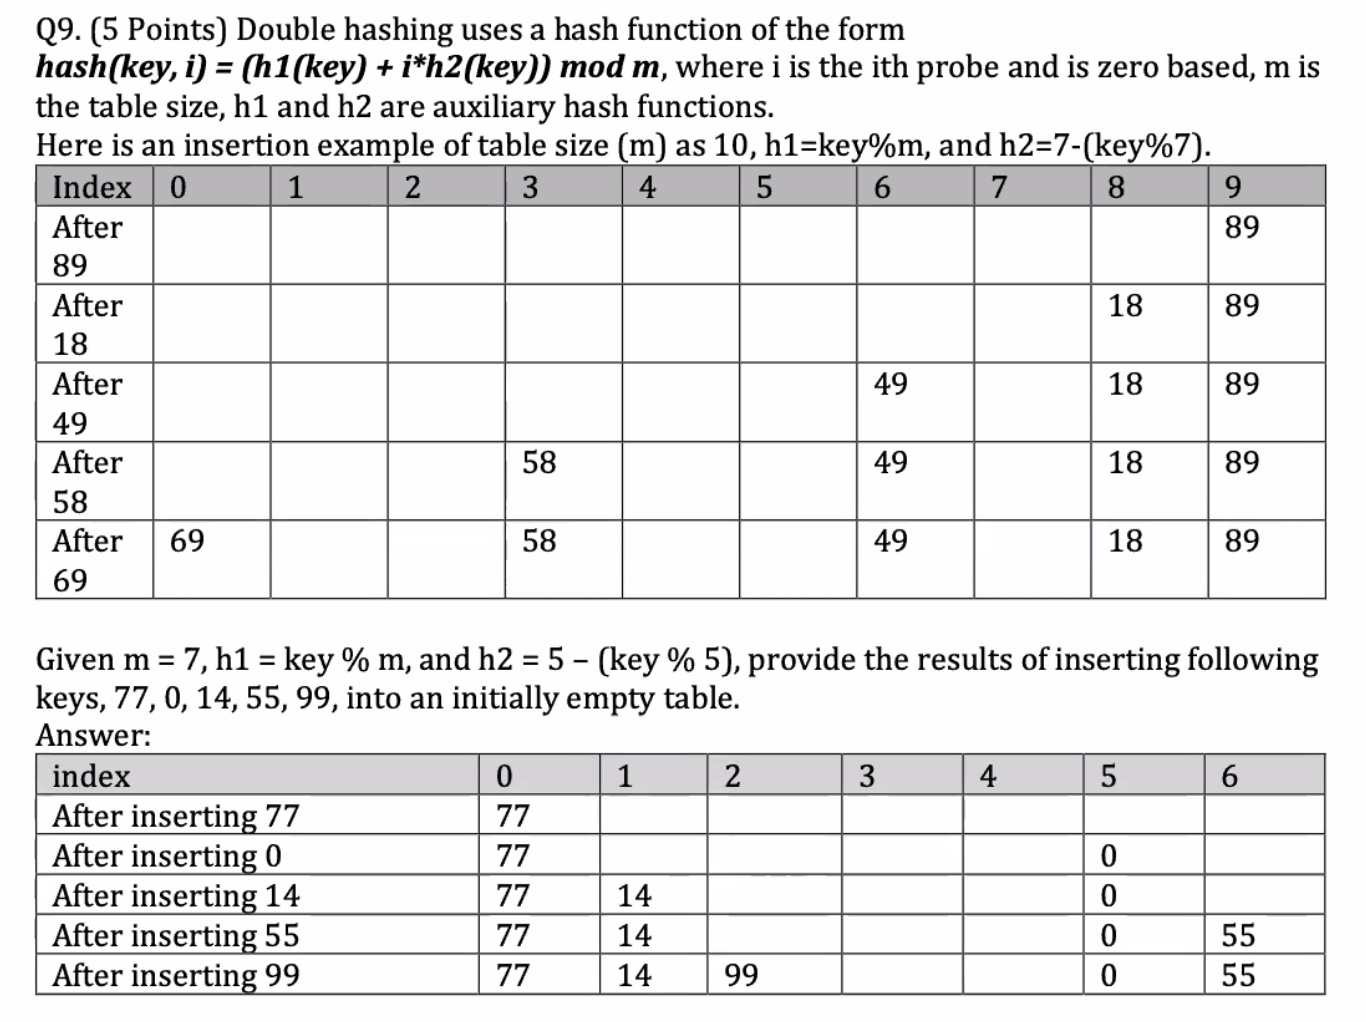 Q9. (5 Points) Double hashing uses a hash function of the form
hash(key, i) = (h1(key) + i*h2(key)) mod m, where i is the ith probe and is zero based, m is
the table size, h1 and h2 are auxiliary hash functions.
Here is an insertion example of table size (m) as 10, h1=key%m, and h2=7-(key%7).
Index 0 1 2 3 4 5 6 7 8 9
After 89
89
After 18 89
18
After 49 18 89
49
After 58 49 18 89
58
After 69 58 49 18 89
69
Given m = 7, h1 = key % m, and h2 = 5 – (key % 5), provide the results of inserting following
keys, 77, 0, 14, 55, 99, into an initially empty table.
Answer:
index 0 1 2 3 4 5 6
After inserting 77 77
After inserting 0 77 0
After inserting 14 77 14 0
After inserting 55 77 14 0 55
After inserting 99 77 14 99 0 55